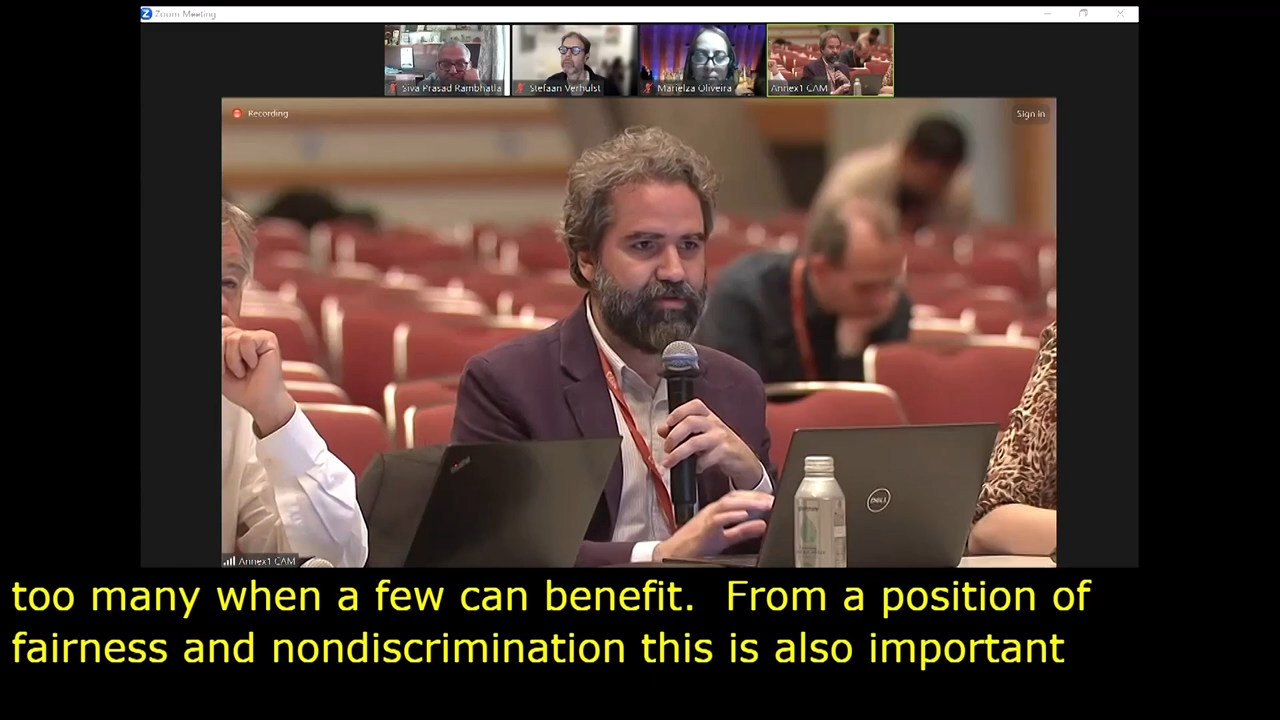 Zoom Meeting
Siva Prasad Rambhatla
Stefaan Verhulst
Marielza Oliveira
Annex1 CAM
Recording
Sign in
DELL
Annex1 CAM
too many when a few can benefit.  From a position of
fairness and nondiscrimination this is also important